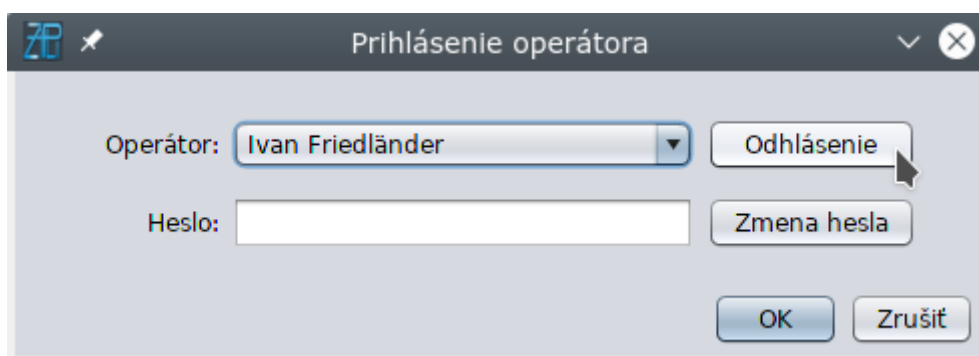 Prihlásenie operátora
Operátor: Ivan Friedländer Odhlásenie
Heslo: Zmena hesla
OK Zrušiť